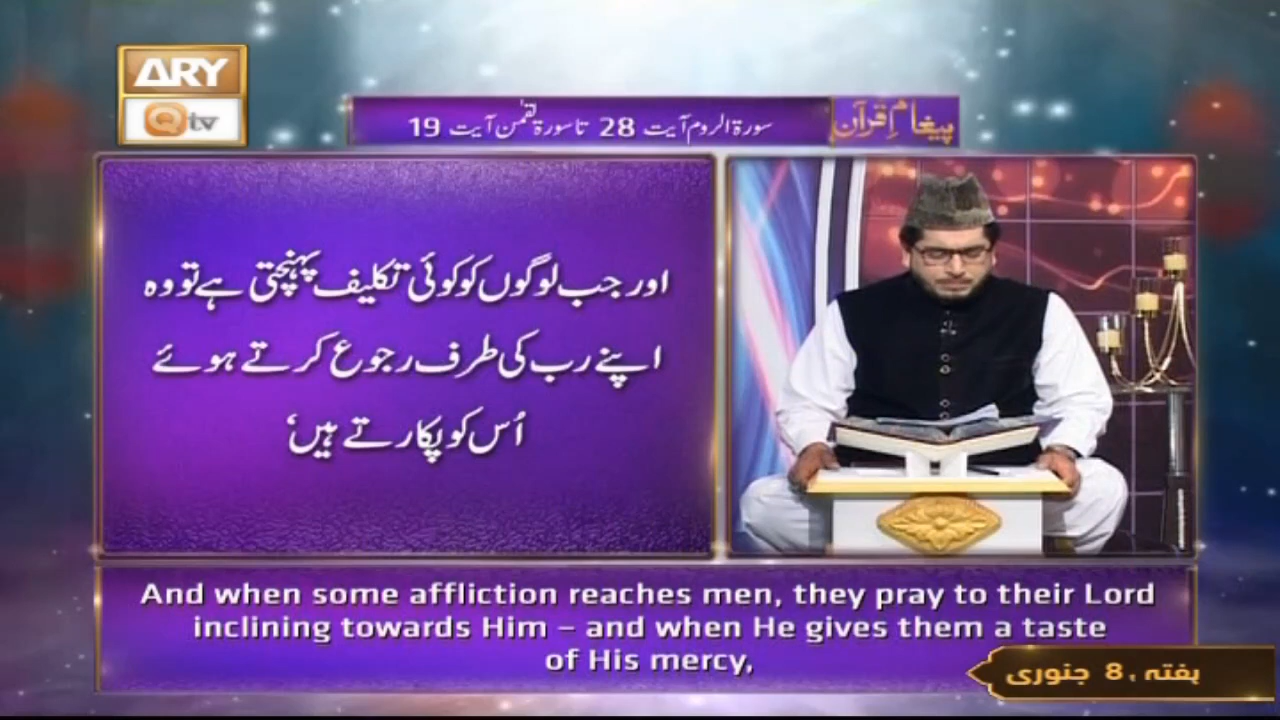 ARY
Qtv
پیغامِ قرآن
سورۃ الروم آیت 28 تا سورۃ لقمٰن آیت 19
اور جب لوگوں کو کوئی تکلیف پہنچتی ہے تو وہ
اپنے رب کی طرف رجوع کرتے ہوئے
اُس کو پکارتے ہیں٬
And when some affliction reaches men, they pray to their Lord
inclining towards Him – and when He gives them a taste
of His mercy,
ہفتہ ، 8 جنوری